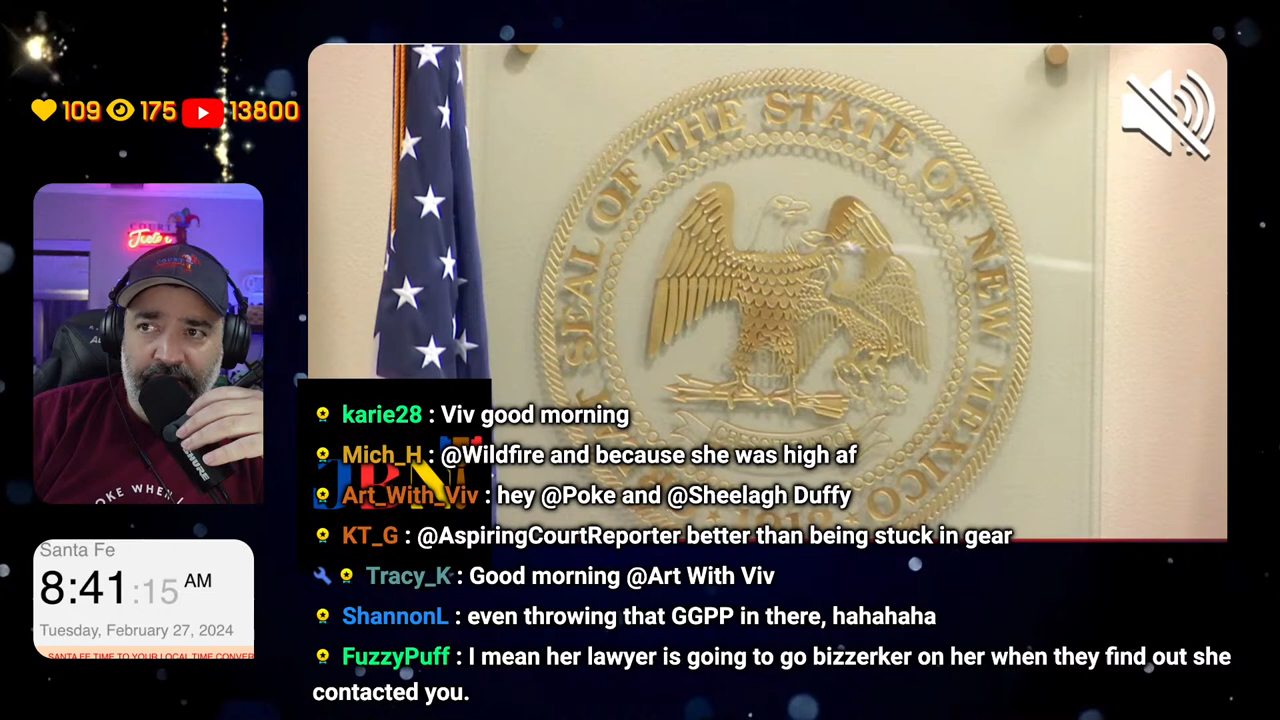 109 175 13800
SEAL OF THE STATE OF NEW MEXICO
SHURE
OKE WHEN I
karie28 : Viv good morning
Mich_H : @Wildfire and because she was high af
Art_With_Viv : hey @Poke and @Sheelagh Duffy
KT_G : @AspiringCourtReporter better than being stuck in gear
Tracy_K : Good morning @Art With Viv
ShannonL : even throwing that GGPP in there, hahahaha
FuzzyPuff : I mean her lawyer is going to go bizzerker on her when they find out she
contacted you.
Santa Fe
8:41:15 AM
Tuesday, February 27, 2024
SANTA FE TIME TO YOUR LOCAL TIME CONVER